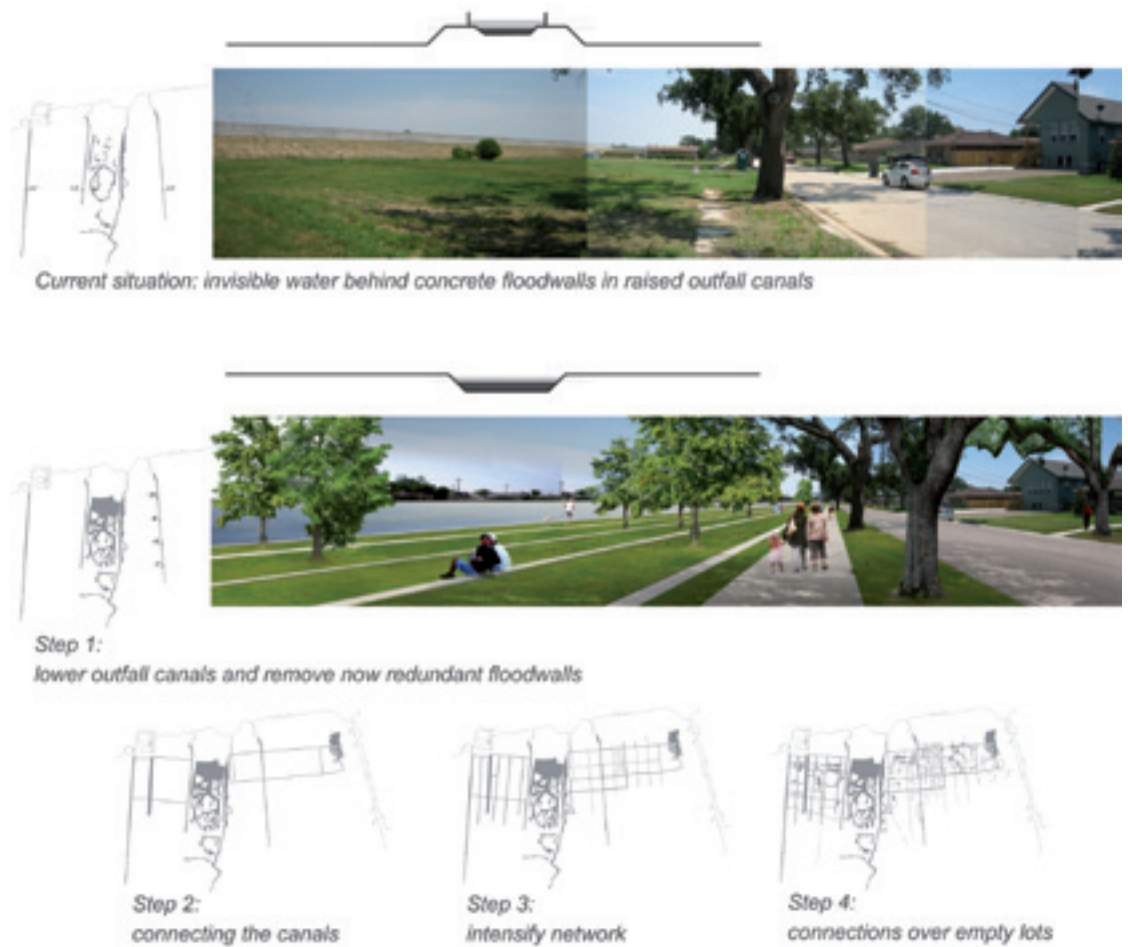 Current situation: invisible water behind concrete floodwalls in raised outfall canals
Step 1:
lower outfall canals and remove now redundant floodwalls
Step 2:
connecting the canals
Step 3:
intensify network
Step 4:
connections over empty lots